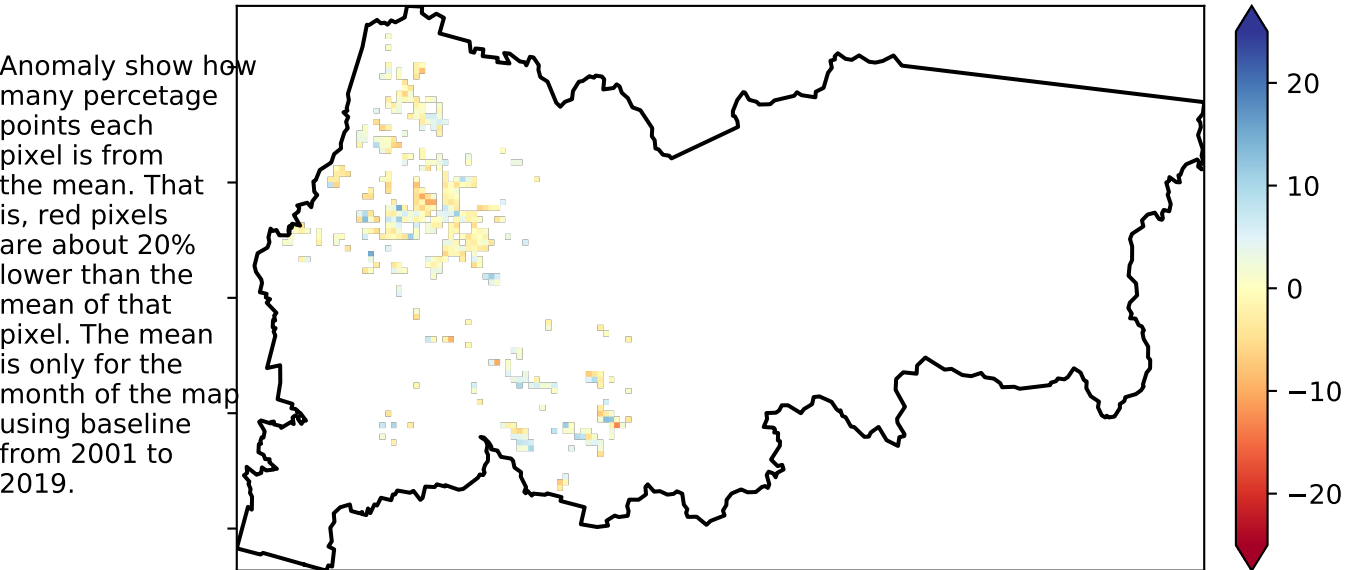 Anomaly show how
many percetage
points each
pixel is from
the mean. That
is, red pixels
are about 20%
lower than the
mean of that
pixel. The mean
is only for the
month of the map
using baseline
from 2001 to
2019.
20
10
0
−10
−20